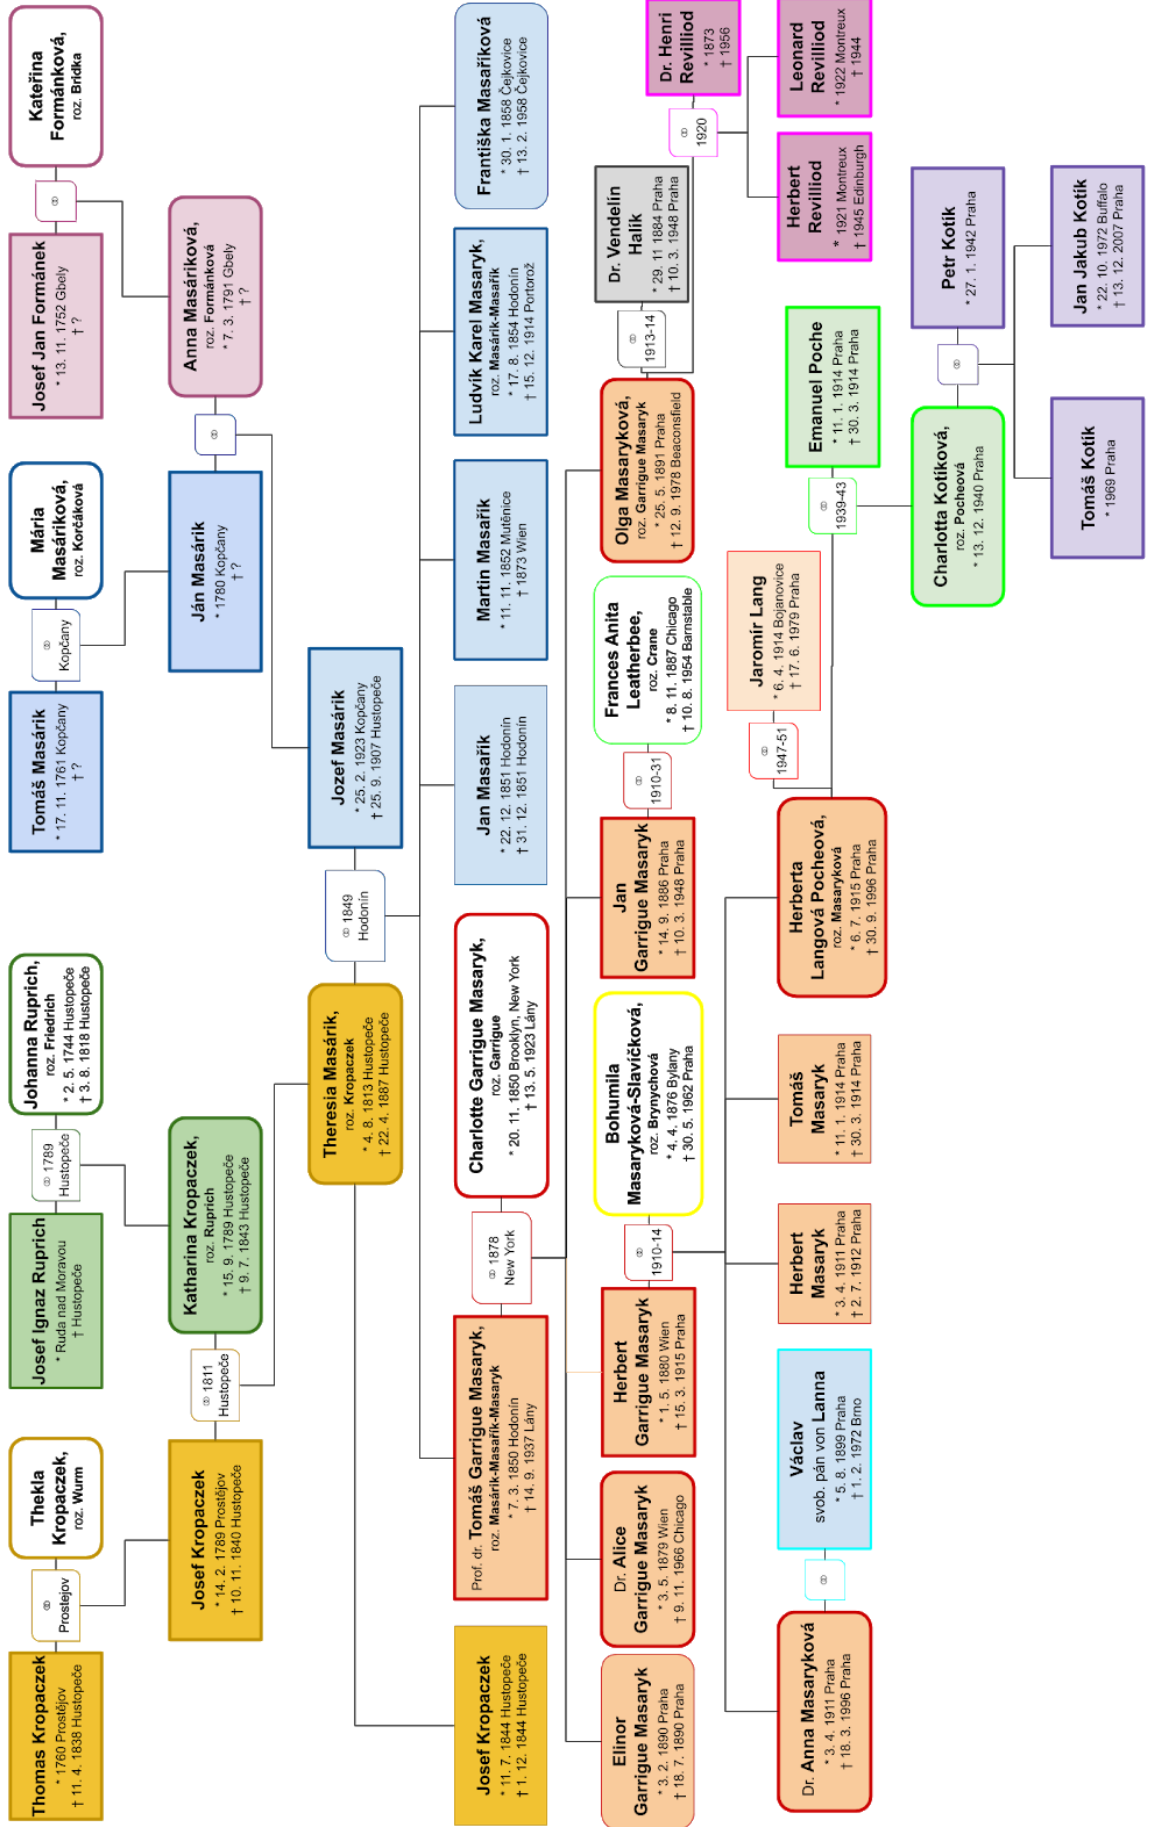 Thomas Kropaczek
* 1760 Prostějov
† 11. 4. 1838 Hustopeče
⚭
Prostejov
Thekla
Kropaczek,
roz. Wurm
Josef Ignaz Ruprich
* Ruda nad Moravou
† Hustopeče
⚭ 1789
Hustopeče
Johanna Ruprich,
roz. Friedrich
* 2. 5. 1744 Hustopeče
† 3. 8. 1818 Hustopeče
Tomáš Masárik
* 17. 11. 1761 Kopčany
† ?
⚭
Kopčany
Mária
Masáriková,
roz. Korčáková
Josef Jan Formánek
* 13. 11. 1752 Gbely
† ?
⚭
Kateřina
Formánková,
roz. Bridka
Josef Kropaczek
* 14. 2. 1789 Prostějov
† 10. 11. 1840 Hustopeče
⚭ 1811
Hustopeče
Katharina Kropaczek,
roz. Ruprich
* 15. 9. 1789 Hustopeče
† 9. 7. 1843 Hustopeče
Ján Masárik
* 1780 Kopčany
† ?
⚭
Anna Masáriková,
roz. Formánková
* 7. 3. 1791 Gbely
† ?
Theresia Masárik,
roz. Kropaczek
* 4. 8. 1813 Hustopeče
† 22. 4. 1887 Hustopeče
⚭ 1849
Hodonín
Jozef Masárik
* 25. 2. 1923 Kopčany
† 25. 9. 1907 Hustopeče
Josef Kropaczek
* 11. 7. 1844 Hustopeče
† 1. 12. 1844 Hustopeče
Prof. dr. Tomáš Garrigue Masaryk,
roz. Masárik-Masařík-Masaryk
* 7. 3. 1850 Hodonín
† 14. 9. 1937 Lány
⚭ 1878
New York
Charlotte Garrigue Masaryk,
roz. Garrigue
* 20. 11. 1850 Brooklyn, New York
† 13. 5. 1923 Lány
Jan Masařík
* 22. 12. 1851 Hodonín
† 31. 12. 1851 Hodonín
Martin Masařík
* 11. 11. 1852 Mutěnice
† 1873 Wien
Ludvík Karel Masaryk,
roz. Masárik-Masařík
* 17. 8. 1854 Hodonín
† 15. 12. 1914 Portorož
Františka Masaříková
* 30. 1. 1858 Čejkovice
† 13. 2. 1958 Čejkovice
Elinor
Garrigue Masaryk
* 3. 2. 1890 Praha
† 18. 7. 1890 Praha
Dr. Alice
Garrigue Masaryk
* 3. 5. 1879 Wien
† 9. 11. 1966 Chicago
Herbert
Garrigue Masaryk
* 1. 5. 1880 Wien
† 15. 3. 1915 Praha
⚭
1910-14
Bohumila
Masaryková-Slavíčková,
roz. Brynychová
* 4. 4. 1876 Bylany
† 30. 5. 1962 Praha
Jan
Garrigue Masaryk
* 14. 9. 1886 Praha
† 10. 3. 1948 Praha
⚭
1910-31
Frances Anita
Leatherbee,
roz. Crane
* 8. 11. 1887 Chicago
† 10. 8. 1954 Barnstable
Olga Masaryková,
roz. Garrigue Masaryk
* 25. 5. 1891 Praha
† 12. 9. 1978 Beaconsfield
⚭
1913-14
Dr. Vendelín
Halík
* 29. 11 1884 Praha
† 10. 3. 1948 Praha
⚭
1920
Dr. Henri
Revilliod
* 1873
† 1956
Dr. Anna Masaryková
* 3. 4. 1911 Praha
† 18. 3. 1996 Praha
⚭
Václav
svob. pán von Lanna
* 5. 8. 1899 Praha
† 1. 2. 1972 Brno
Herbert
Masaryk
* 3. 4. 1911 Praha
† 2. 7. 1912 Praha
Tomáš
Masaryk
* 11. 1. 1914 Praha
† 30. 3. 1914 Praha
Herberta
Langová Pocheová,
roz. Masaryková
* 6. 7. 1915 Praha
† 30. 9. 1996 Praha
⚭
1947-51
Jaromír Lang
* 6. 4. 1914 Bojanovice
† 17. 6. 1979 Praha
⚭
1939-43
Emanuel Poche
* 11. 1. 1914 Praha
† 30. 3. 1914 Praha
Herbert
Revilliod
* 1921 Montreux
† 1945 Edinburgh
Leonard
Revilliod
* 1922 Montreux
† 1944
Charlotta Kotíková,
roz. Pocheová
* 13. 12. 1940 Praha
⚭
Petr Kotík
* 27. 1. 1942 Praha
Tomáš Kotík
* 1969 Praha
Jan Jakub Kotík
* 22. 10. 1972 Buffalo
† 13. 12. 2007 Praha